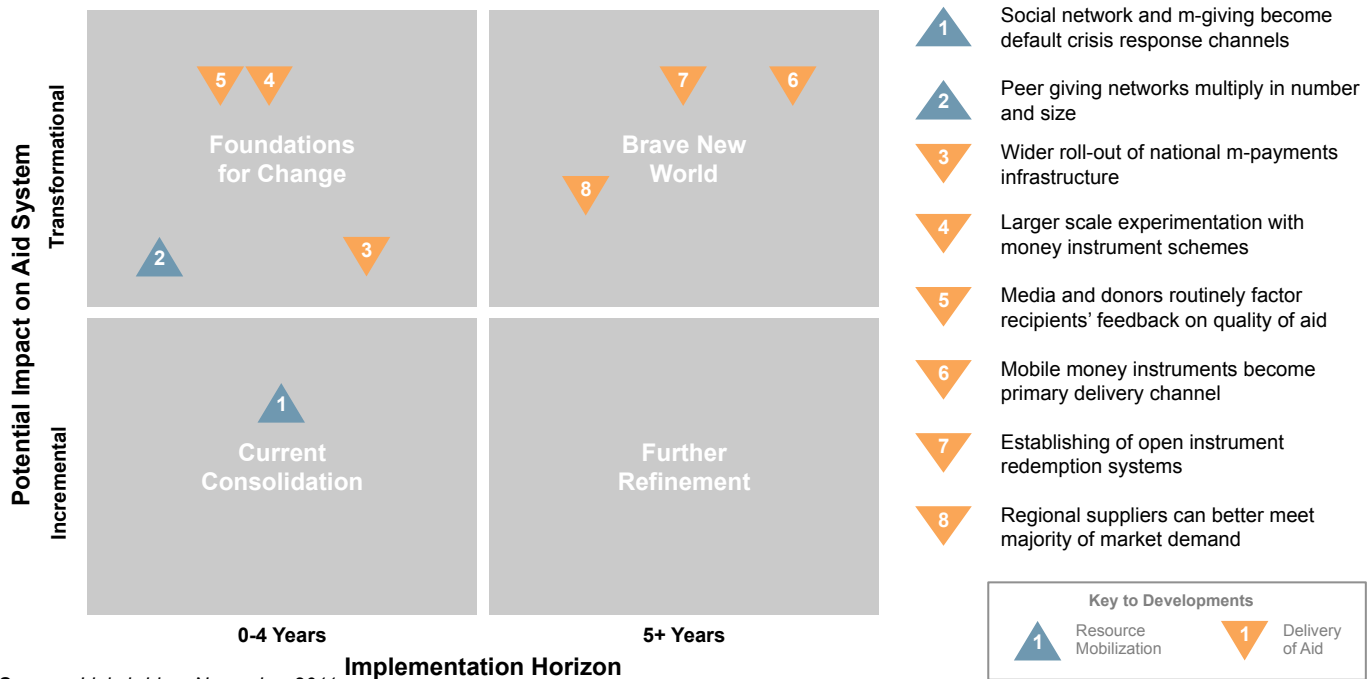 Potential Impact on Aid System
Transformational
Incremental
5
4
Foundations
for Change
2
3
7
6
Brave New
World
8
1
Current
Consolidation
Further
Refinement
0-4 Years
5+ Years
Implementation Horizon
1
Social network and m-giving become
default crisis response channels
2
Peer giving networks multiply in number
and size
3
Wider roll-out of national m-payments
infrastructure
4
Larger scale experimentation with
money instrument schemes
5
Media and donors routinely factor
recipients’ feedback on quality of aid
6
Mobile money instruments become
primary delivery channel
7
Establishing of open instrument
redemption systems
8
Regional suppliers can better meet
majority of market demand
Key to Developments
1
Resource
Mobilization
1
Delivery
of Aid